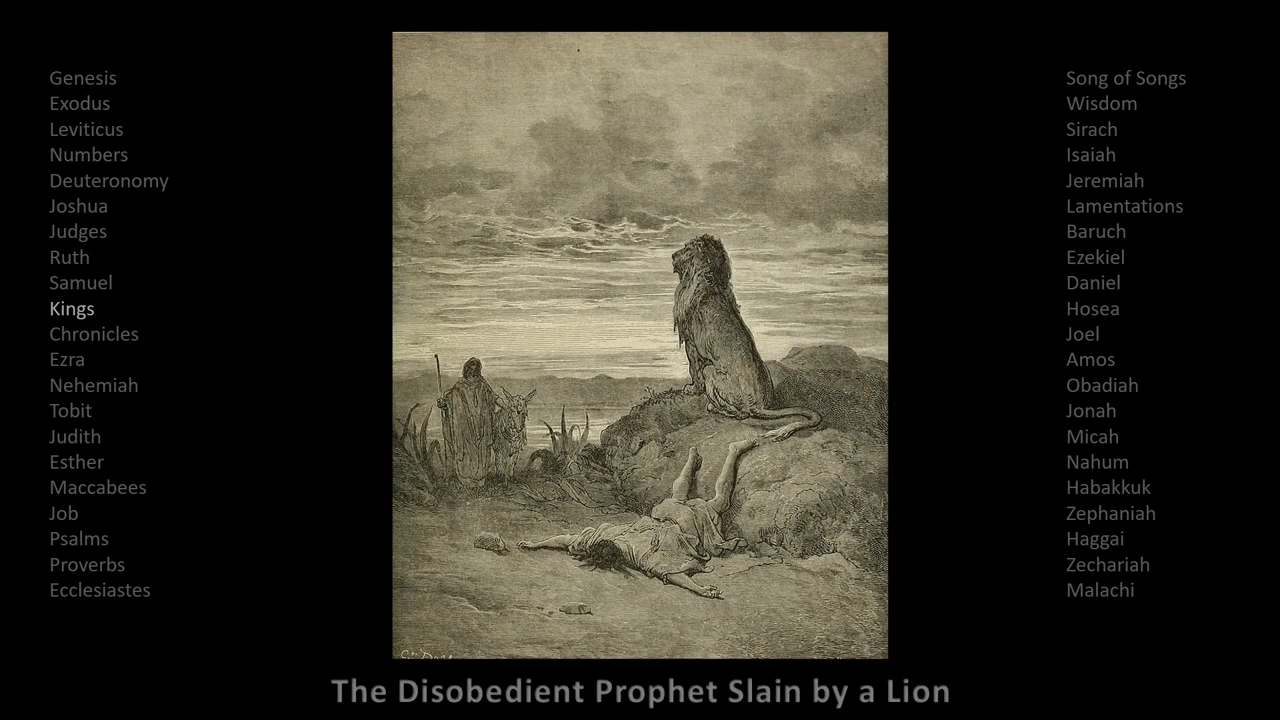 Genesis
Exodus
Leviticus
Numbers
Deuteronomy
Joshua
Judges
Ruth
Samuel
Kings
Chronicles
Ezra
Nehemiah
Tobit
Judith
Esther
Maccabees
Job
Psalms
Proverbs
Ecclesiastes
Song of Songs
Wisdom
Sirach
Isaiah
Jeremiah
Lamentations
Baruch
Ezekiel
Daniel
Hosea
Joel
Amos
Obadiah
Jonah
Micah
Nahum
Habakkuk
Zephaniah
Haggai
Zechariah
Malachi
The Disobedient Prophet Slain by a Lion